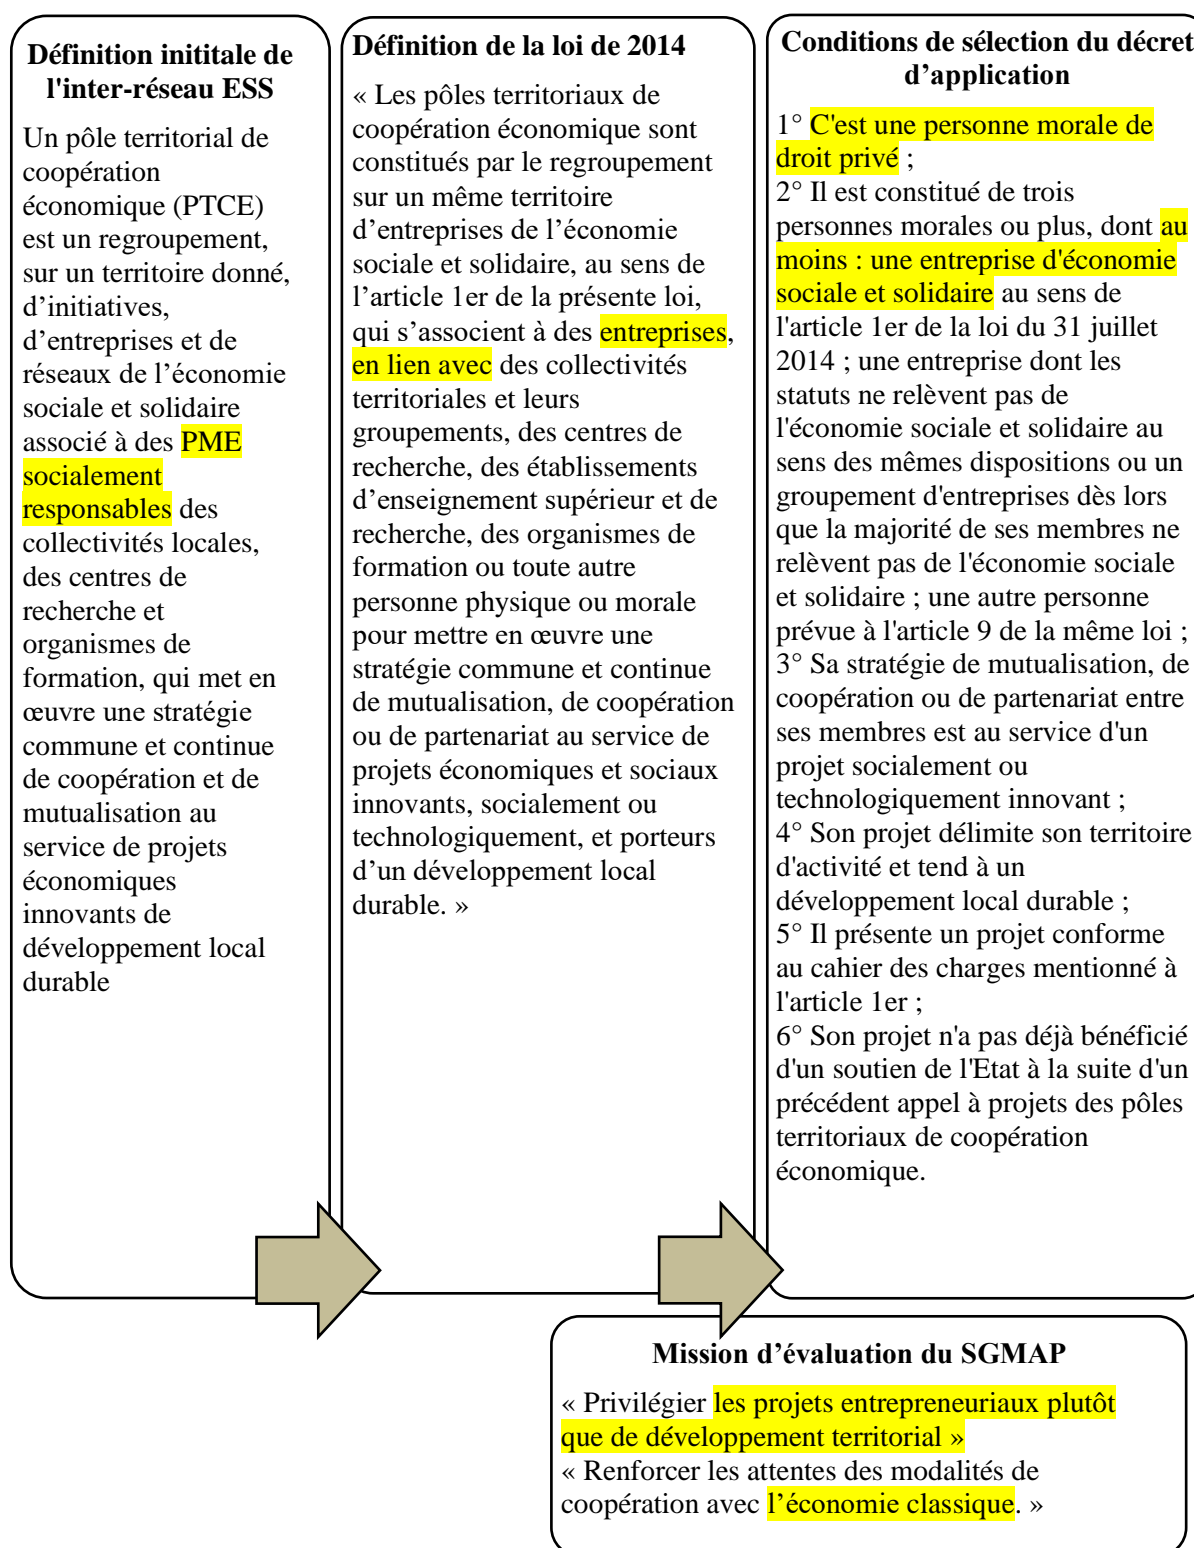 Définition inititale de
l'inter-réseau ESS
Un pôle territorial de
coopération
économique (PTCE)
est un regroupement,
sur un territoire donné,
d’initiatives,
d’entreprises et de
réseaux de l’économie
sociale et solidaire
associé à des PME
socialement
responsables des
collectivités locales,
des centres de
recherche et
organismes de
formation, qui met en
œuvre une stratégie
commune et continue
de coopération et de
mutualisation au
service de projets
économiques
innovants de
développement local
durable
Définition de la loi de 2014
« Les pôles territoriaux de
coopération économique sont
constitués par le regroupement
sur un même territoire
d’entreprises de l’économie
sociale et solidaire, au sens de
l’article 1er de la présente loi,
qui s’associent à des entreprises,
en lien avec des collectivités
territoriales et leurs
groupements, des centres de
recherche, des établissements
d’enseignement supérieur et de
recherche, des organismes de
formation ou toute autre
personne physique ou morale
pour mettre en œuvre une
stratégie commune et continue
de mutualisation, de coopération
ou de partenariat au service de
projets économiques et sociaux
innovants, socialement ou
technologiquement, et porteurs
d’un développement local
durable. »
Conditions de sélection du décret
d’application
1° C'est une personne morale de
droit privé ;
2° Il est constitué de trois
personnes morales ou plus, dont au
moins : une entreprise d'économie
sociale et solidaire au sens de
l'article 1er de la loi du 31 juillet
2014 ; une entreprise dont les
statuts ne relèvent pas de
l'économie sociale et solidaire au
sens des mêmes dispositions ou un
groupement d'entreprises dès lors
que la majorité de ses membres ne
relèvent pas de l'économie sociale
et solidaire ; une autre personne
prévue à l'article 9 de la même loi ;
3° Sa stratégie de mutualisation, de
coopération ou de partenariat entre
ses membres est au service d'un
projet socialement ou
technologiquement innovant ;
4° Son projet délimite son territoire
d'activité et tend à un
développement local durable ;
5° Il présente un projet conforme
au cahier des charges mentionné à
l'article 1er ;
6° Son projet n'a pas déjà bénéficié
d'un soutien de l'Etat à la suite d'un
précédent appel à projets des pôles
territoriaux de coopération
économique.
Mission d’évaluation du SGMAP
« Privilégier les projets entrepreneuriaux plutôt
que de développement territorial »
« Renforcer les attentes des modalités de
coopération avec l’économie classique. »